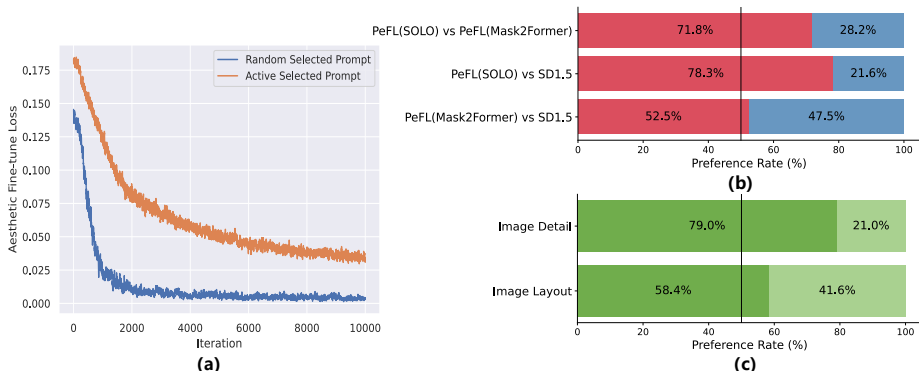 0.175
0.150
0.125
0.100
0.075
0.050
0.025
0.000
Aesthetic Fine-tune Loss
Random Selected Prompt
Active Selected Prompt
0 2000 4000 6000 8000 10000
Iteration
(a)
PeFL(SOLO) vs PeFL(Mask2Former) 71.8% 28.2%
PeFL(SOLO) vs SD1.5 78.3% 21.6%
PeFL(Mask2Former) vs SD1.5 52.5% 47.5%
0 20 40 60 80 100
Preference Rate (%)
(b)
Image Detail 79.0% 21.0%
Image Layout 58.4% 41.6%
0 20 40 60 80 100
Preference Rate (%)
(c)